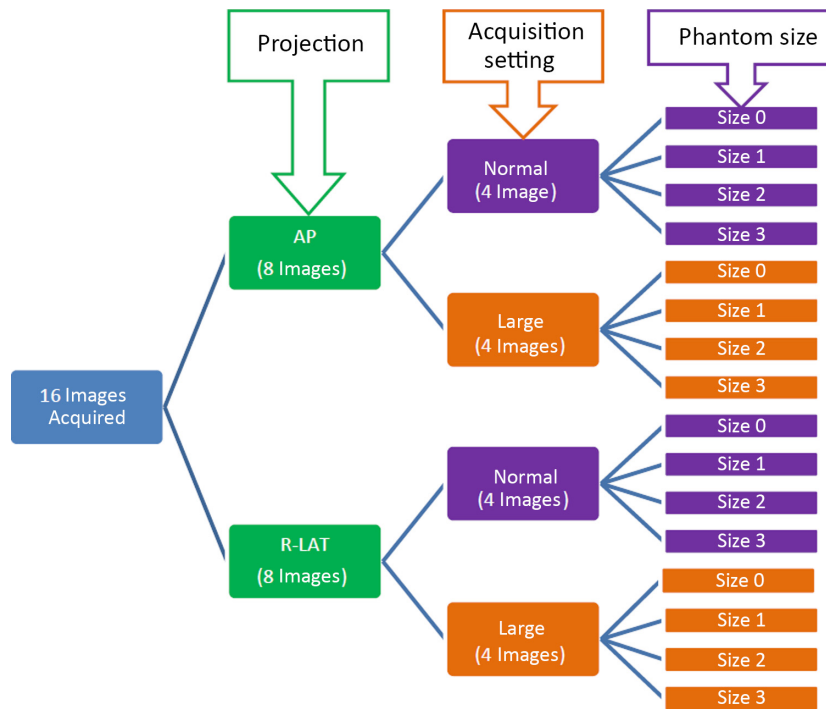 Projection
Acquisition
setting
Phantom size
Size 0
Size 1
Size 2
Size 3
Normal
(4 Image)
AP
(8 Images)
Size 0
Size 1
Size 2
Size 3
Large
(4 Images)
16 Images
Acquired
Size 0
Size 1
Size 2
Size 3
Normal
(4 Images)
R-LAT
(8 Images)
Size 0
Size 1
Size 2
Size 3
Large
(4 Images)